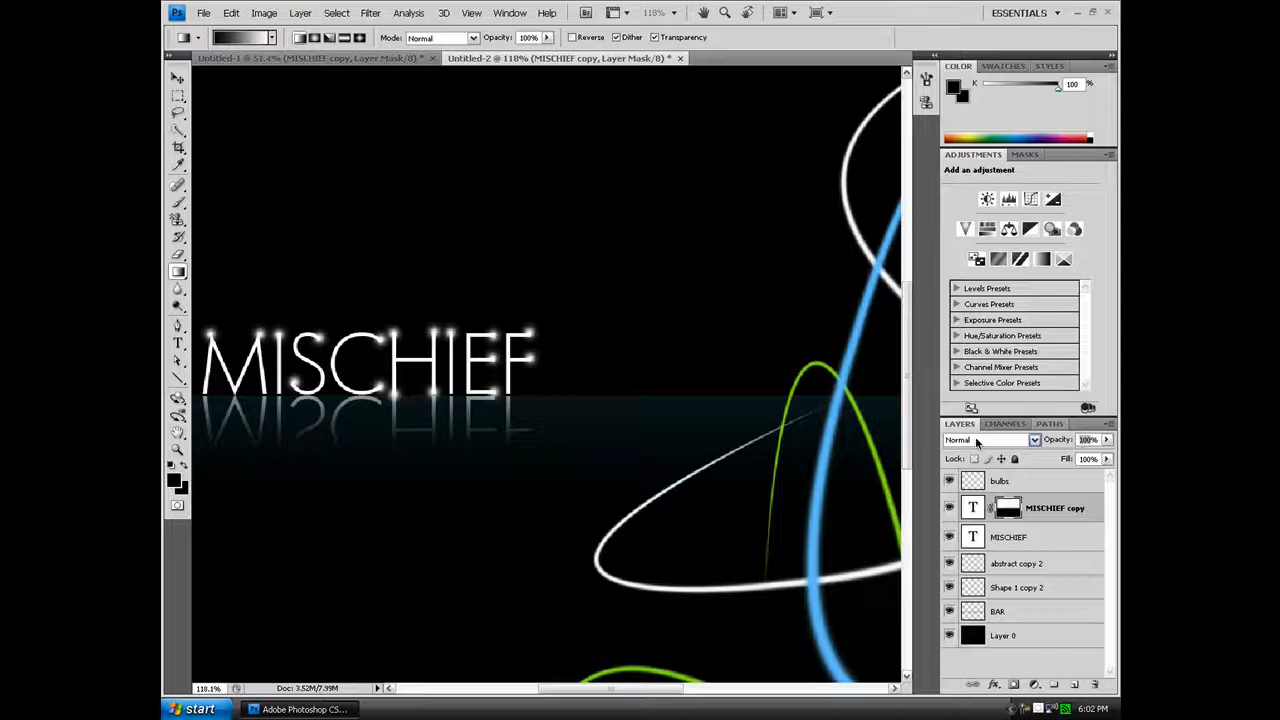 Ps File Edit Image Layer Select Filter Analysis 3D View Window Help Br 118% ESSENTIALS
Mode: Normal Opacity: 100% Reverse Dither Transparency
Untitled-1 @ 51.4% (MISCHIEF copy, Layer Mask/8) * Untitled-2 @ 118% (MISCHIEF copy, Layer Mask/8) *
COLOR SWATCHES STYLES
K 100 %
ADJUSTMENTS MASKS
Add an adjustment
Levels Presets
Curves Presets
Exposure Presets
Hue/Saturation Presets
Black & White Presets
Channel Mixer Presets
Selective Color Presets
MISCHIEF
LAYERS CHANNELS PATHS
Normal Opacity: 100%
Lock: Fill: 100%
bulbs
T MISCHIEF copy
T MISCHIEF
abstract copy 2
Shape 1 copy 2
BAR
Layer 0
118.1% Doc: 3.52M/7.99M
start Ps Adobe Photoshop CS... 6:02 PM